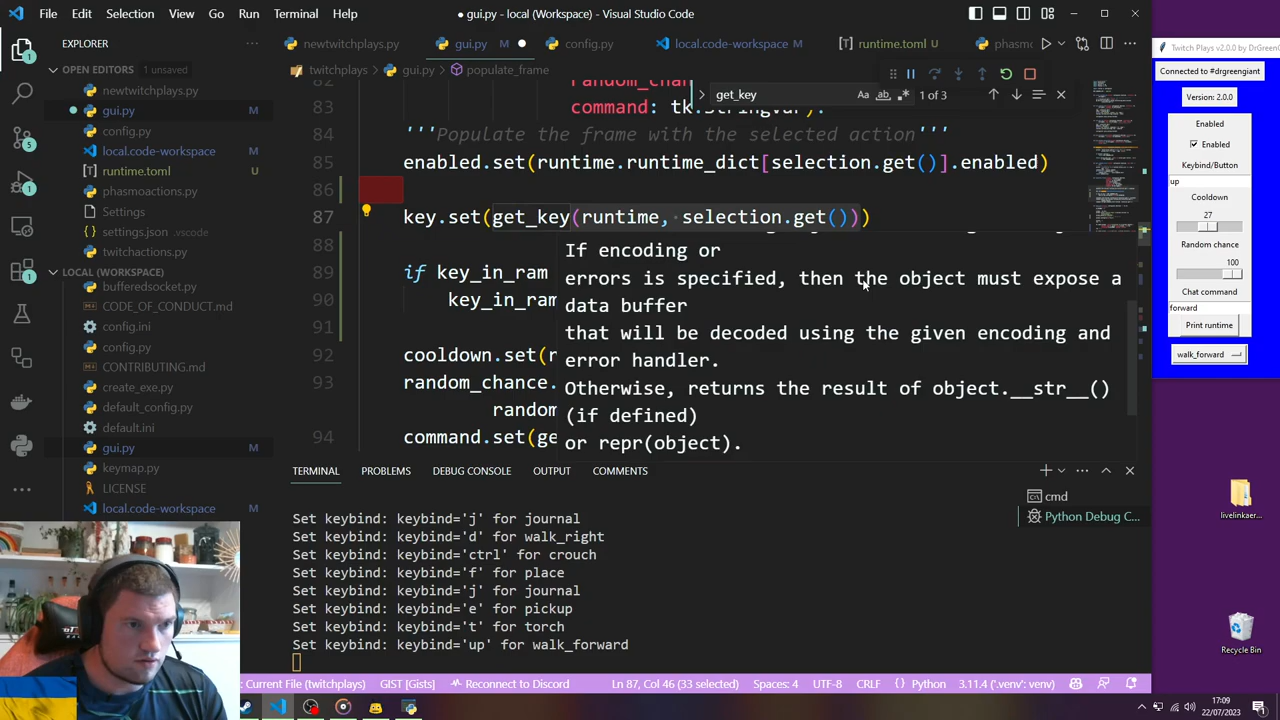 File Edit Selection View Go Run Terminal Help
● gui.py - local (Workspace) - Visual Studio Code
EXPLORER
newtwitchplays.py gui.py config.py local.code-workspace runtime.toml phasmo
twitchplays > gui.py > populate_frame
OPEN EDITORS 1 unsaved
newtwitchplays.py
gui.py M
config.py
local.code-workspace
runtime.toml
phasmoactions.py
Settings
settings.json .vscode
twitchactions.py
LOCAL (WORKSPACE)
bufferedsocket.py
CODE_OF_CONDUCT.md
config.ini
config.py
CONTRIBUTING.md
create_exe.py
default_config.py
default.ini
gui.py M
keymap.py
LICENSE
local.code-workspace
get_key Aa ab 1 of 3
82
command: tk.StringVar):
'''Populate the frame with the selected action'''
enabled.set(runtime.runtime_dict[selection.get()].enabled)
87 key.set(get_key(runtime, selection.get()))
88
89 if key_in_ram
90 key_in_ram
91
92 cooldown.set(r
93 random_chance.
random
94 command.set(ge
If encoding or
errors is specified, then the object must expose a
data buffer
that will be decoded using the given encoding and
error handler.
Otherwise, returns the result of object.__str__()
(if defined)
or repr(object).
TERMINAL PROBLEMS DEBUG CONSOLE OUTPUT COMMENTS
cmd
Python Debug C...
Set keybind: keybind='j' for journal
Set keybind: keybind='d' for walk_right
Set keybind: keybind='ctrl' for crouch
Set keybind: keybind='f' for place
Set keybind: keybind='j' for journal
Set keybind: keybind='e' for pickup
Set keybind: keybind='t' for torch
Set keybind: keybind='up' for walk_forward
: Current File (twitchplays) GIST [Gists] Reconnect to Discord Ln 87, Col 46 (33 selected) Spaces: 4 UTF-8 CRLF Python 3.11.4 ('.venv': venv)
Twitch Plays v2.0.0 by DrGreenG
Connected to #drgreengiant
Version: 2.0.0
Enabled
Enabled
Keybind/Button
up
Cooldown
27
Random chance
100
Chat command
forward
Print runtime
walk_forward
livelinkaer...
Recycle Bin
17:09
22/07/2023